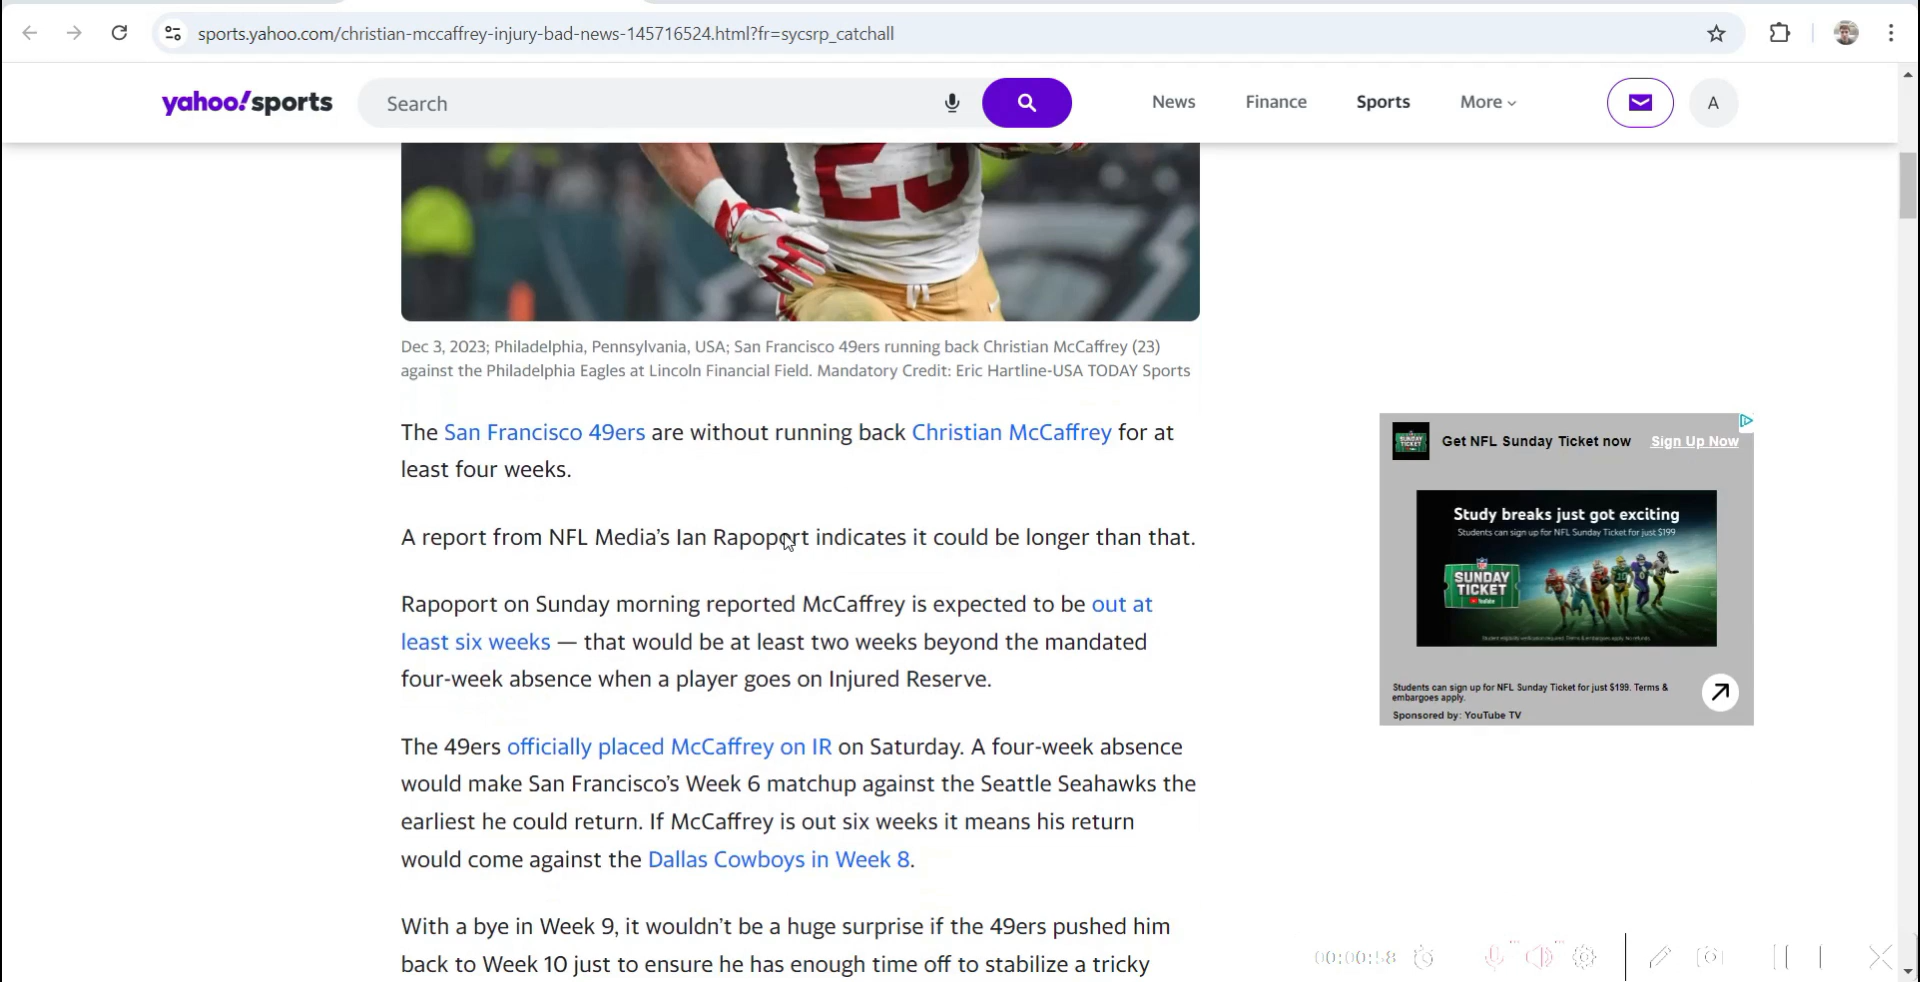 sports.yahoo.com/christian-mccaffrey-injury-bad-news-145716524.html?fr=sycsrp_catchall
yahoo!sports
Search
News
Finance
Sports
More
A
23
Dec 3, 2023; Philadelphia, Pennsylvania, USA; San Francisco 49ers running back Christian McCaffrey (23)
against the Philadelphia Eagles at Lincoln Financial Field. Mandatory Credit: Eric Hartline-USA TODAY Sports
The San Francisco 49ers are without running back Christian McCaffrey for at
least four weeks.
A report from NFL Media’s Ian Rapoport indicates it could be longer than that.
Rapoport on Sunday morning reported McCaffrey is expected to be out at
least six weeks — that would be at least two weeks beyond the mandated
four-week absence when a player goes on Injured Reserve.
The 49ers officially placed McCaffrey on IR on Saturday. A four-week absence
would make San Francisco’s Week 6 matchup against the Seattle Seahawks the
earliest he could return. If McCaffrey is out six weeks it means his return
would come against the Dallas Cowboys in Week 8.
With a bye in Week 9, it wouldn’t be a huge surprise if the 49ers pushed him
back to Week 10 just to ensure he has enough time off to stabilize a tricky
SUNDAY
TICKET
Get NFL Sunday Ticket now
Sign Up Now
Study breaks just got exciting
Students can sign up for NFL Sunday Ticket for just $199.
SUNDAY
TICKET
YouTube
Students can sign up for NFL Sunday Ticket for just $199. Terms &
embargoes apply.
Sponsored by: YouTube TV
00:00:58